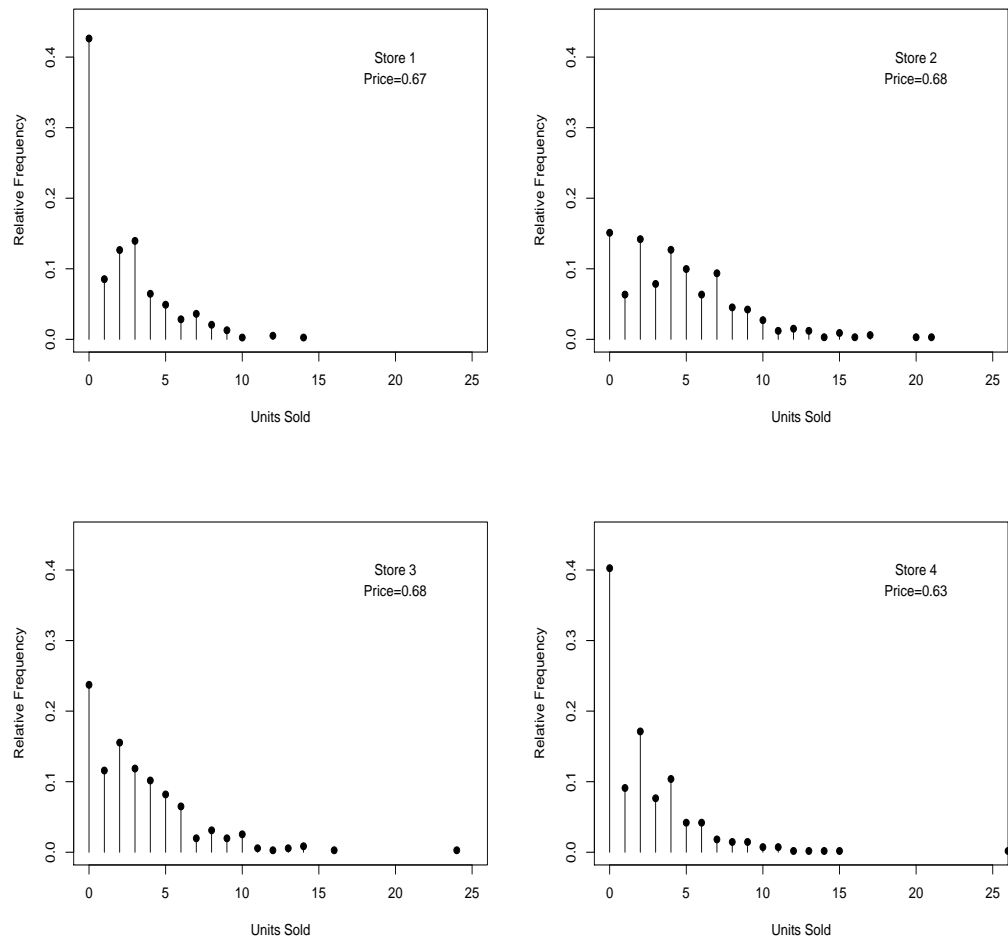 Store 1
Price=0.67
0.4
0.3
0.2
0.1
0.0
Relative Frequency
0 5 10 15 20 25
Units Sold
Store 2
Price=0.68
0.4
0.3
0.2
0.1
0.0
Relative Frequency
0 5 10 15 20 25
Units Sold
Store 3
Price=0.68
0.4
0.3
0.2
0.1
0.0
Relative Frequency
0 5 10 15 20 25
Units Sold
Store 4
Price=0.63
0.4
0.3
0.2
0.1
0.0
Relative Frequency
0 5 10 15 20 25
Units Sold